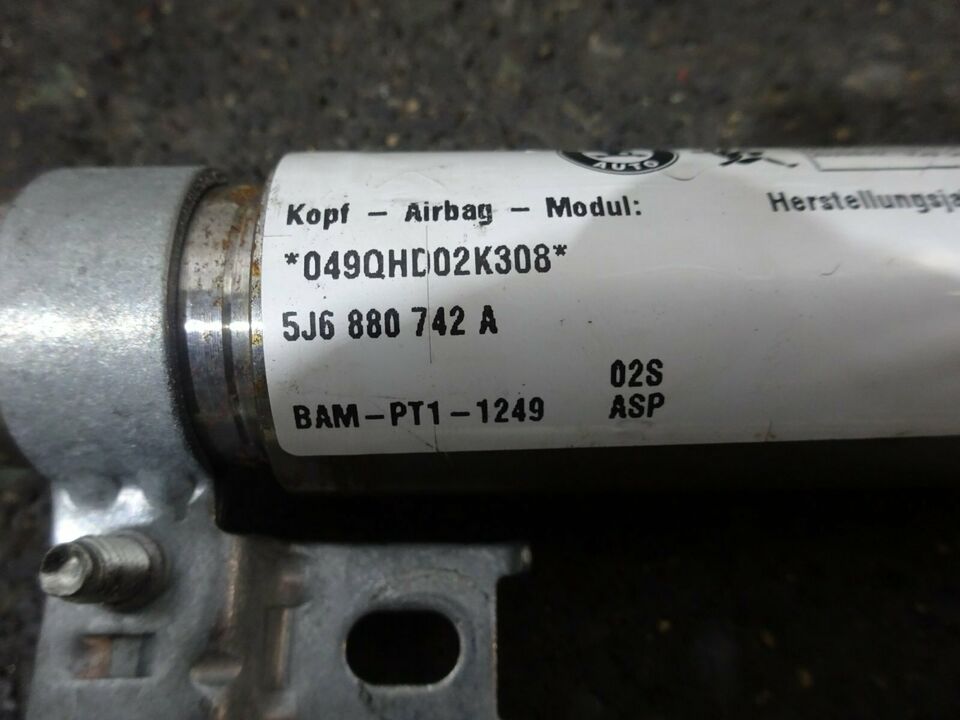 AUTO
Kopf - Airbag - Modul:
Herstellungsja
*049QHD02K308*
5J6 880 742 A
02S
BAM-PT1-1249 ASP